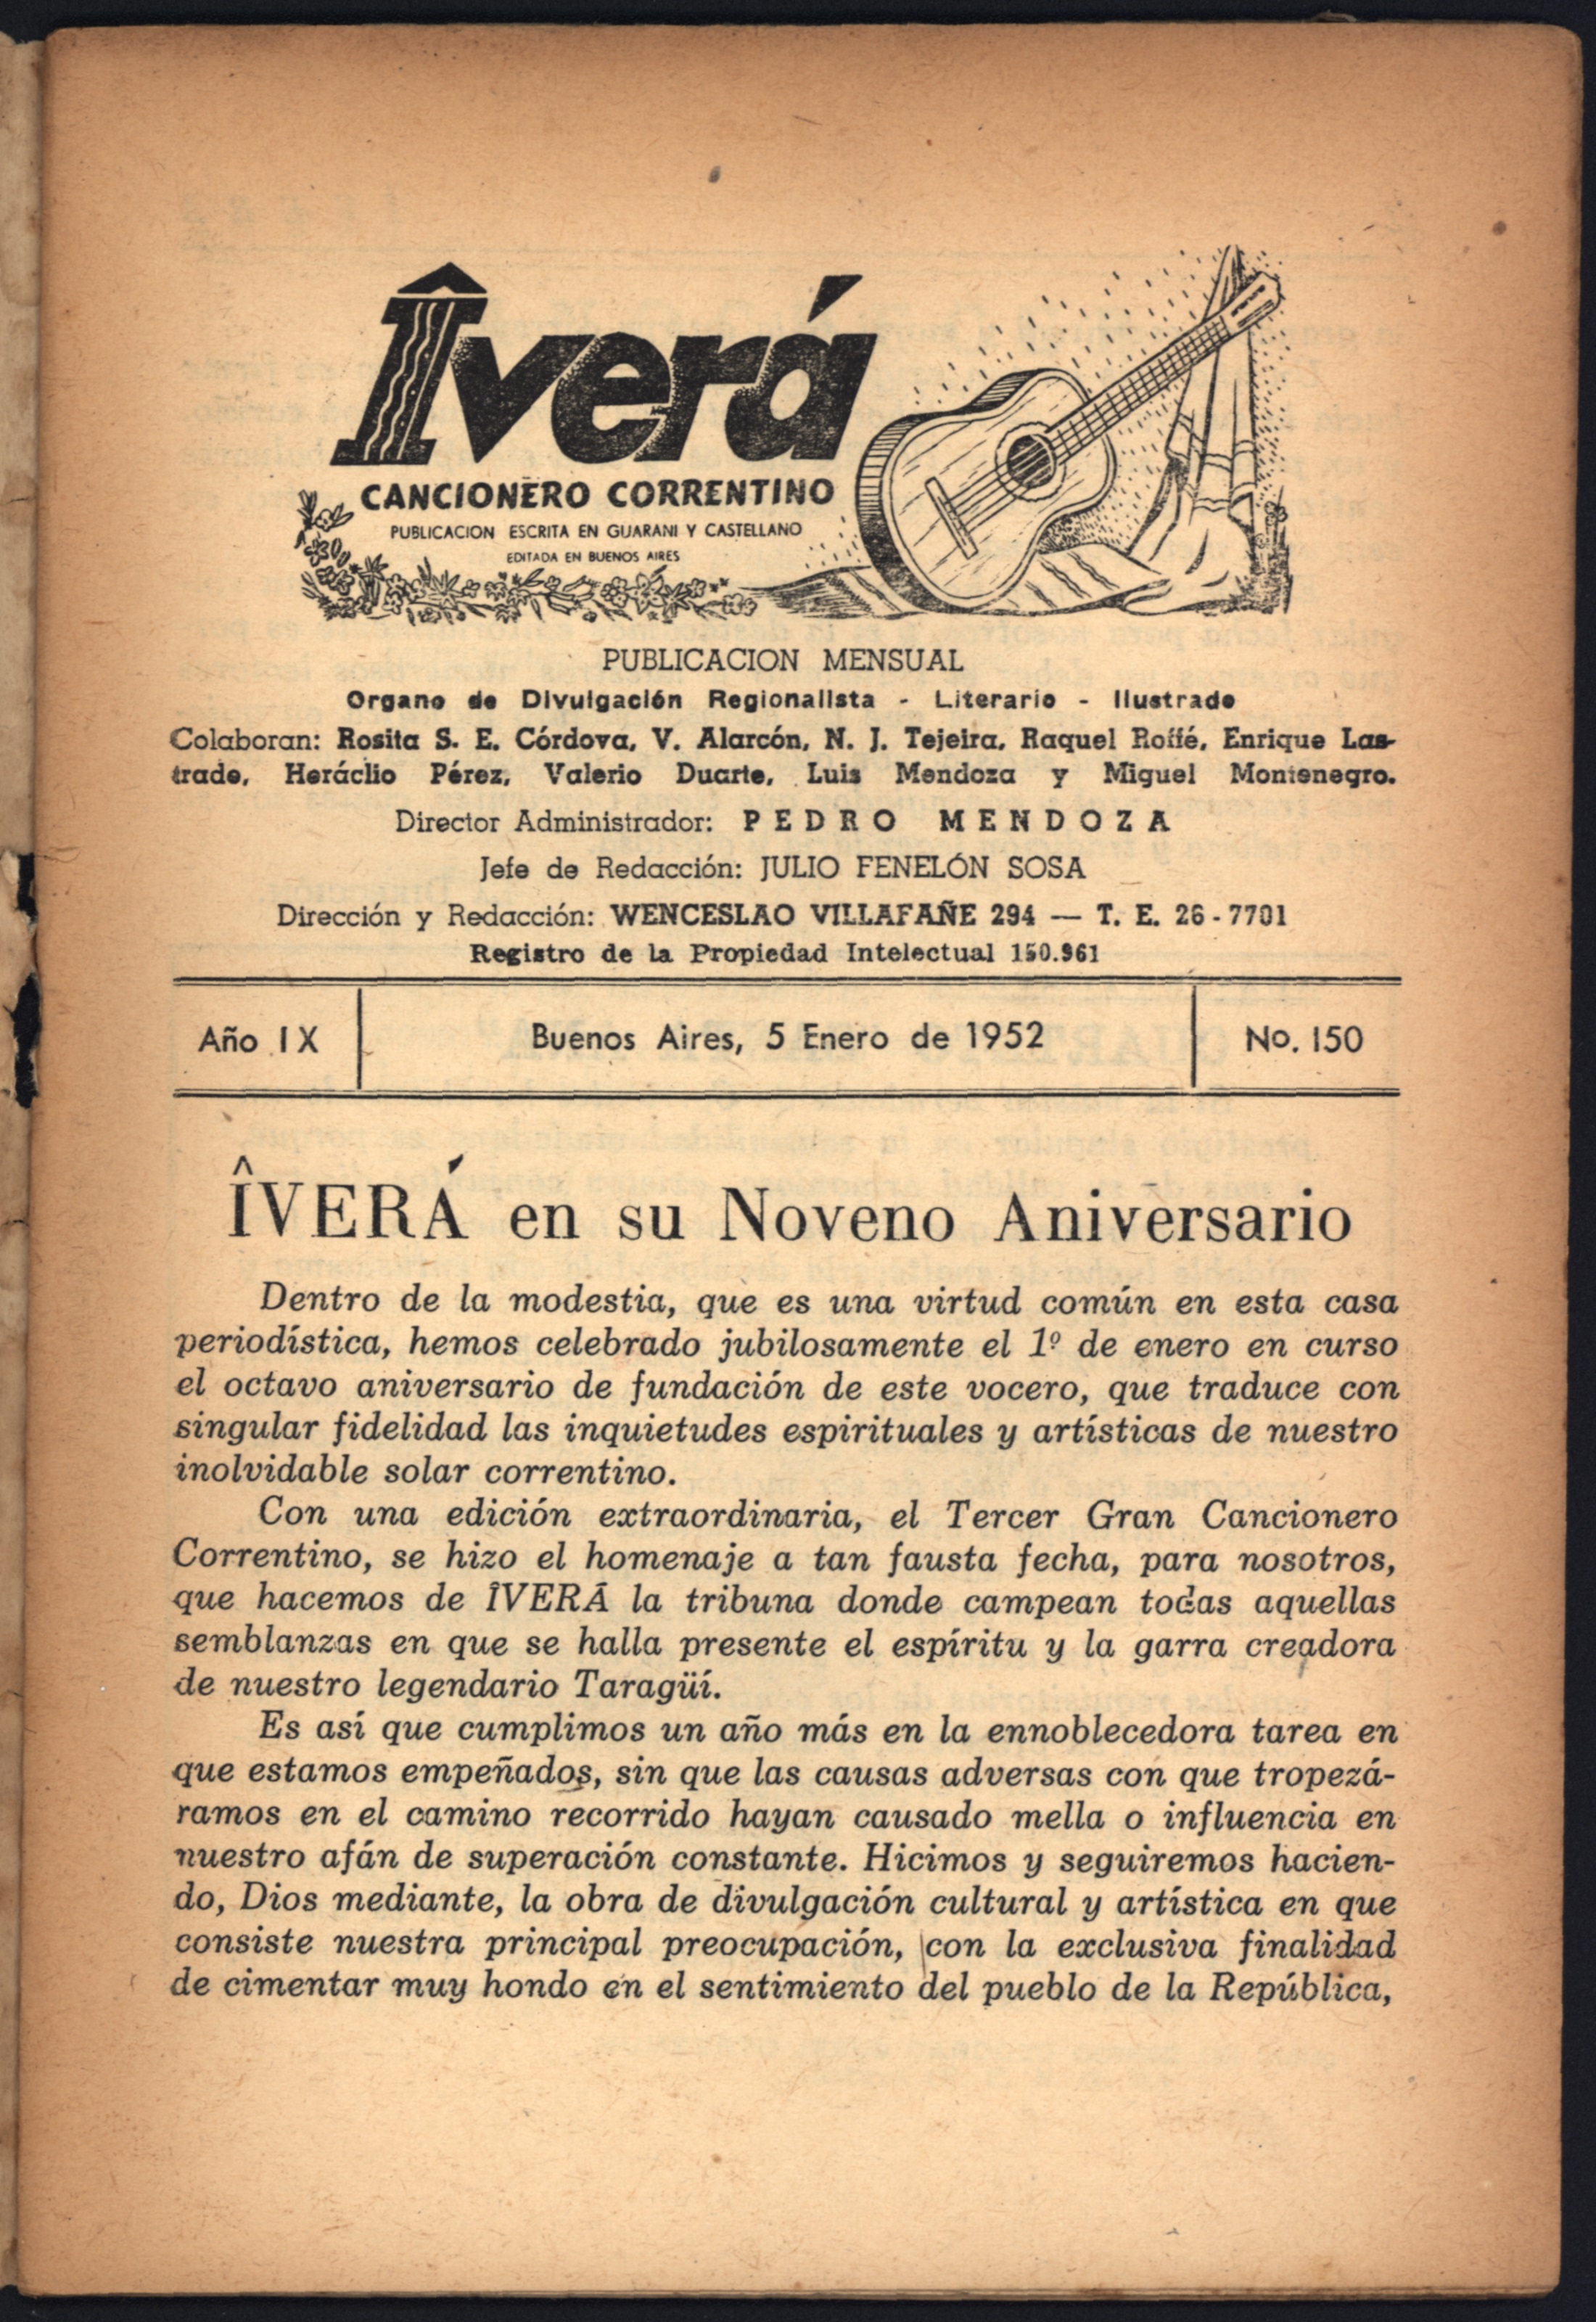 Îverá
CANCIONERO CORRENTINO
PUBLICACION ESCRITA EN GUARANI Y CASTELLANO
EDITADA EN BUENOS AIRES
PUBLICACION MENSUAL
Organo de Divulgación Regionalista - Literario - Ilustrado
Colaboran: Rosita S. E. Córdova, V. Alarcón, N. J. Tejeira, Raquel Roffé, Enrique Las-
trade, Heráclio Pérez, Valerio Duarte, Luis Mendoza y Miguel Montenegro.
Director Administrador: PEDRO MENDOZA
Jefe de Redacción: JULIO FENELÓN SOSA
Dirección y Redacción: WENCESLAO VILLAFAÑE 294 — T. E. 26-7701
Registro de la Propiedad Intelectual 150.961
Año IX
Buenos Aires, 5 Enero de 1952
No. 150
ÎVERÁ en su Noveno Aniversario
Dentro de la modestia, que es una virtud común en esta casa
periodística, hemos celebrado jubilosamente el 1º de enero en curso
el octavo aniversario de fundación de este vocero, que traduce con
singular fidelidad las inquietudes espirituales y artísticas de nuestro
inolvidable solar correntino.
Con una edición extraordinaria, el Tercer Gran Cancionero
Correntino, se hizo el homenaje a tan fausta fecha, para nosotros,
que hacemos de ÎVERÁ la tribuna donde campean todas aquellas
semblanzas en que se halla presente el espíritu y la garra creadora
de nuestro legendario Taragüí.
Es así que cumplimos un año más en la ennoblecedora tarea en
que estamos empeñados, sin que las causas adversas con que tropezá-
ramos en el camino recorrido hayan causado mella o influencia en
nuestro afán de superación constante. Hicimos y seguiremos hacien-
do, Dios mediante, la obra de divulgación cultural y artística en que
consiste nuestra principal preocupación, con la exclusiva finalidad
de cimentar muy hondo en el sentimiento del pueblo de la República,